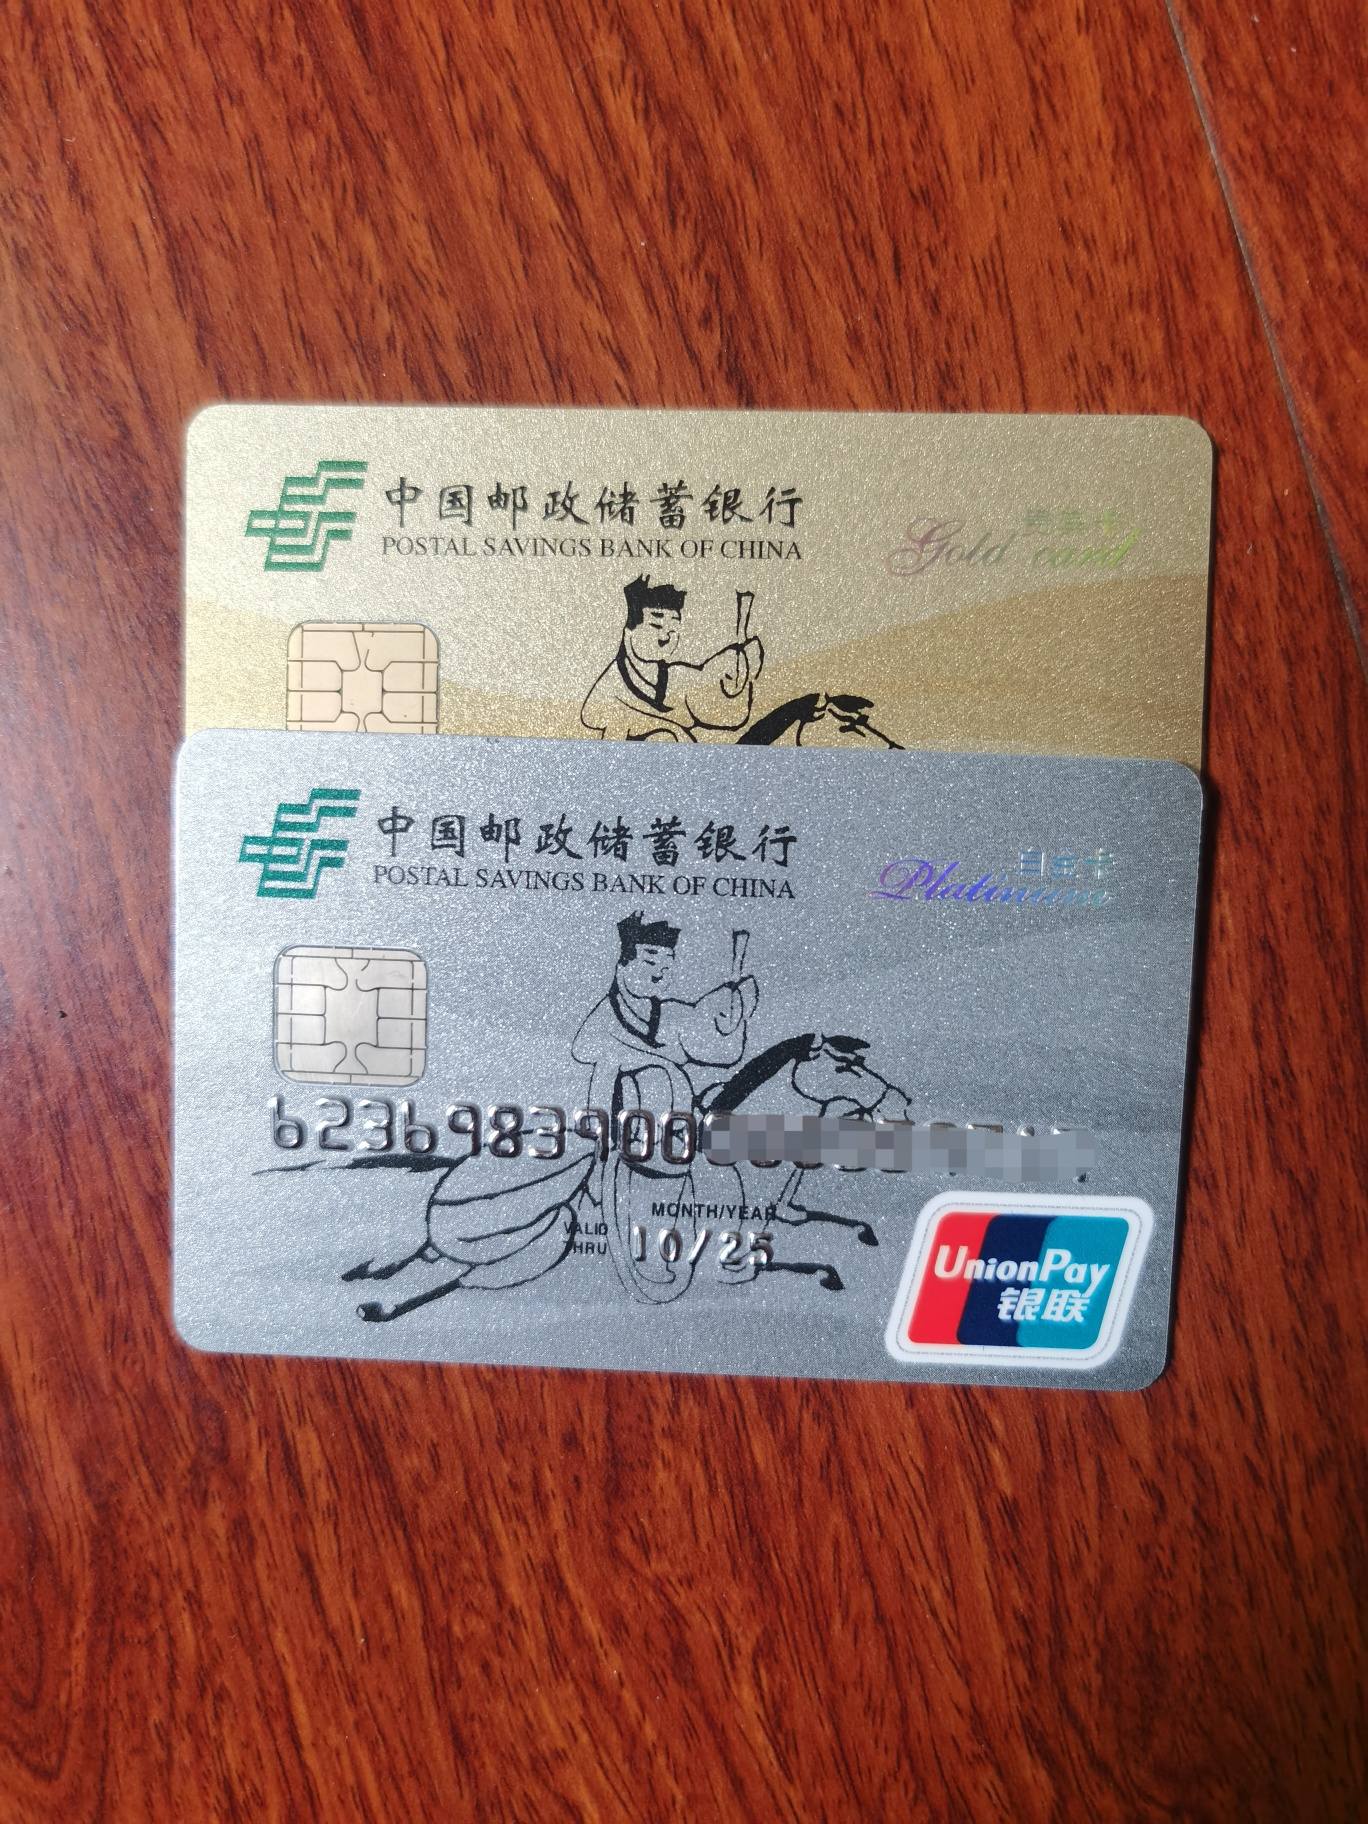 中国邮政储蓄银行
POSTAL SAVINGS BANK OF CHINA
Gold card
中国邮政储蓄银行
POSTAL SAVINGS BANK OF CHINA
白金卡
Platinum
62369839000
MONTH/YEAR
VALID THRU 10/25
UnionPay
银联